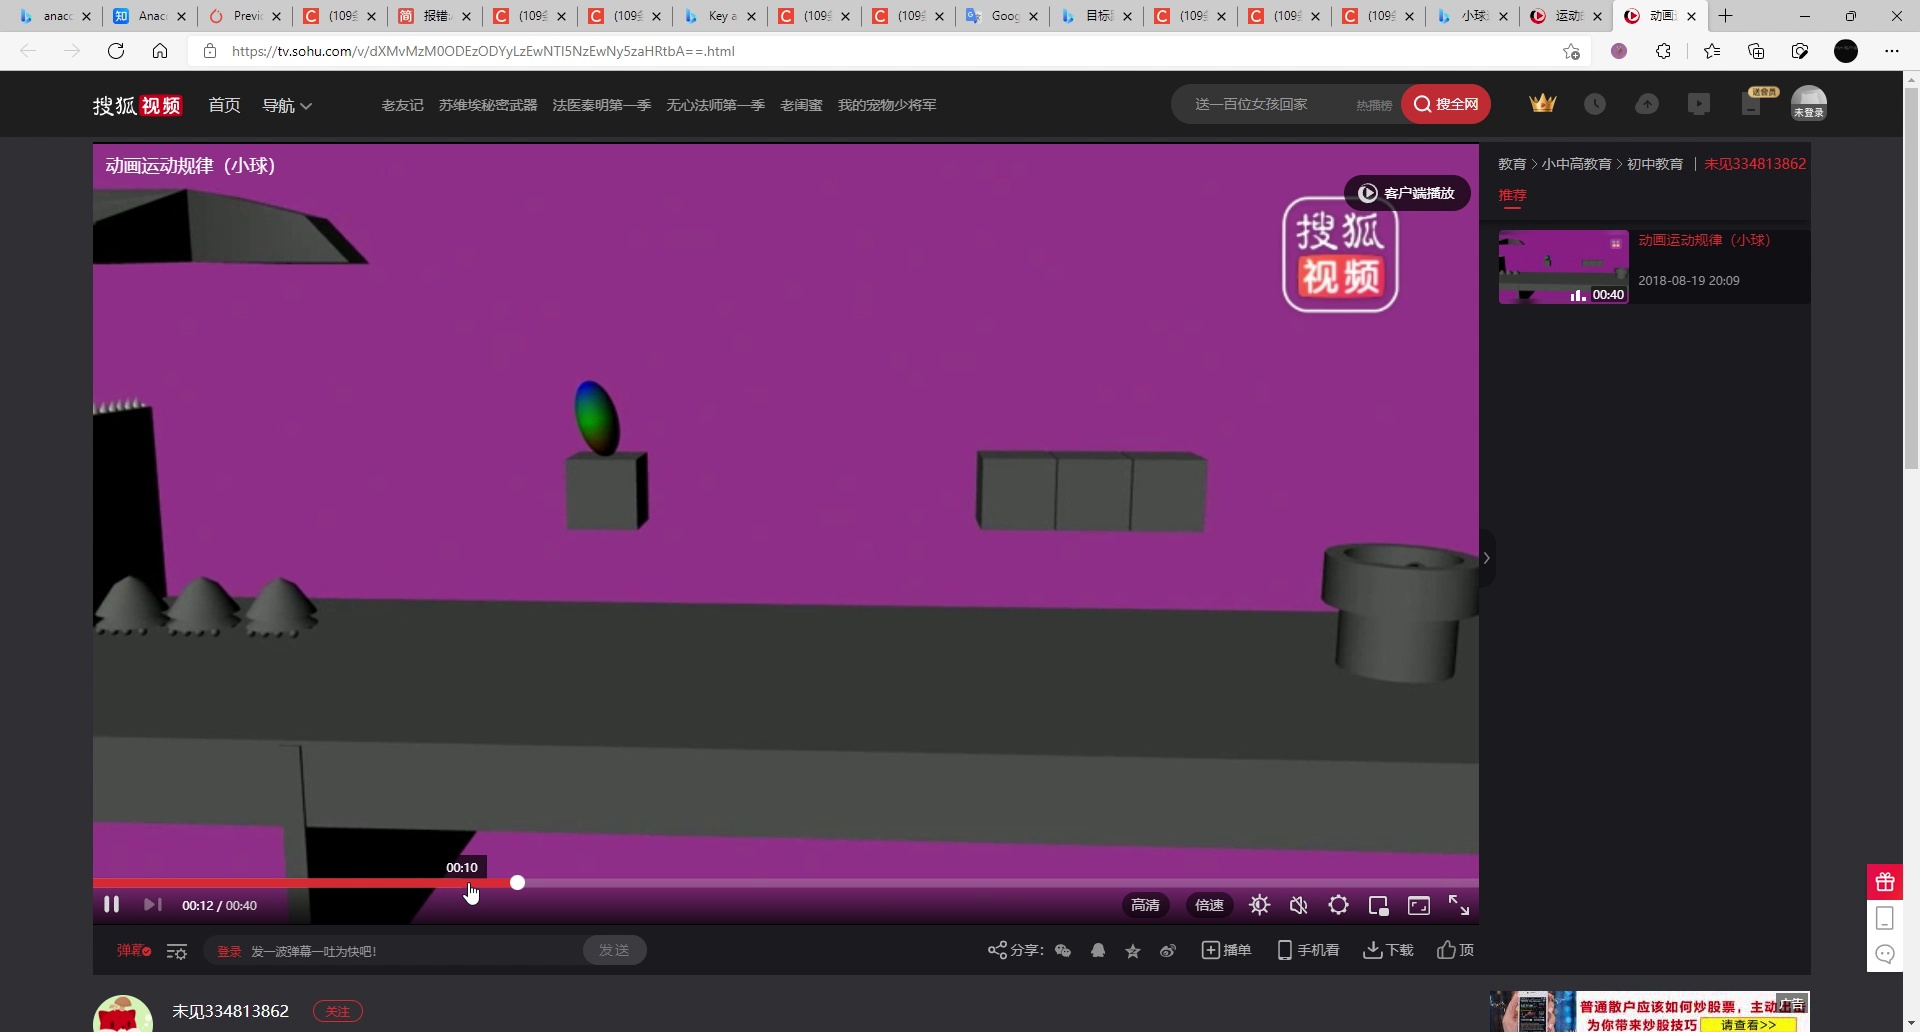 anacc
Anac
Previ
(109
报错:
(109
(109
Key a
(109
(109
Goog
目标
(109
(109
(109
小球
运动
动画
https://tv.sohu.com/v/dXMvMzM0ODEzODYyLzEwNTI5NzEwNy5zaHRtbA==.html
搜狐视频
首页
导航
老友记
苏维埃秘密武器
法医秦明第一季
无心法师第一季
老闺蜜
我的宠物少将军
送一百位女孩回家
热播榜
搜全网
送会员
未登录
动画运动规律（小球）
客户端播放
搜狐
视频
教育 > 小中高教育 > 初中教育 | 未见334813862
推荐
动画运动规律（小球）
2018-08-19 20:09
00:40
00:10
00:12 / 00:40
高清
倍速
弹幕
登录 发一波弹幕一吐为快吧!
发送
分享:
播单
手机看
下载
顶
未见334813862
关注
普通散户应该如何炒股票，主动出
广告
为你带来炒股技巧
请查看>>